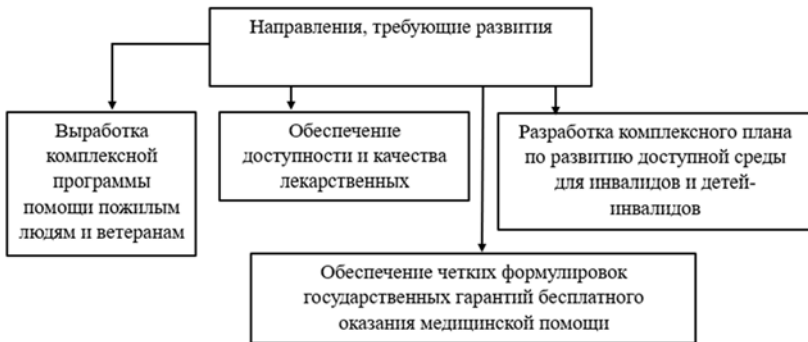 Направления, требующие развития
Выработка
комплексной
программы
помощи пожилым
людям и ветеранам
Обеспечение
доступности и качества
лекарственных
Разработка комплексного плана
по развитию доступной среды
для инвалидов и детей-
инвалидов
Обеспечение четких формулировок
государственных гарантий бесплатного
оказания медицинской помощи